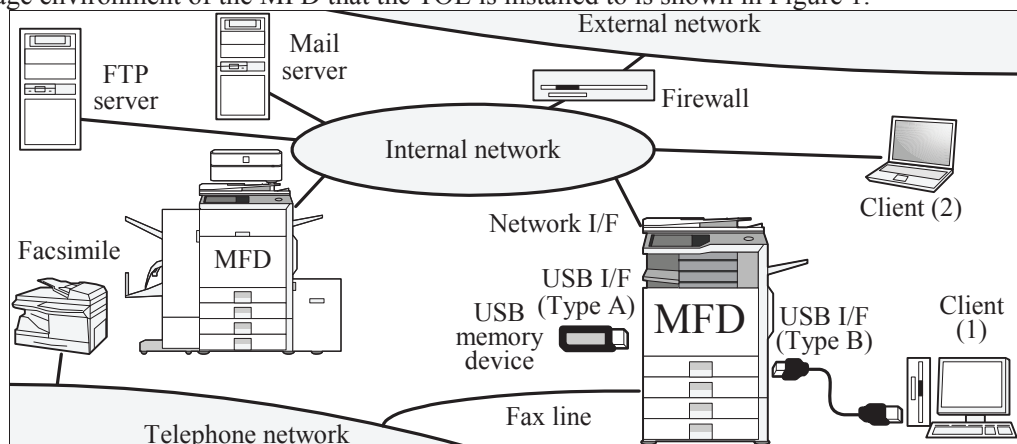 age environment of the MFD that the TOE is installed to is shown in Figure 1.
External network
Mail
server
FTP
server
Firewall
Internal network
Client (2)
Network I/F
Facsimile
MFD
USB I/F
(Type A)
USB
memory
device
MFD
USB I/F
(Type B)
Client
(1)
Fax line
Telephone network